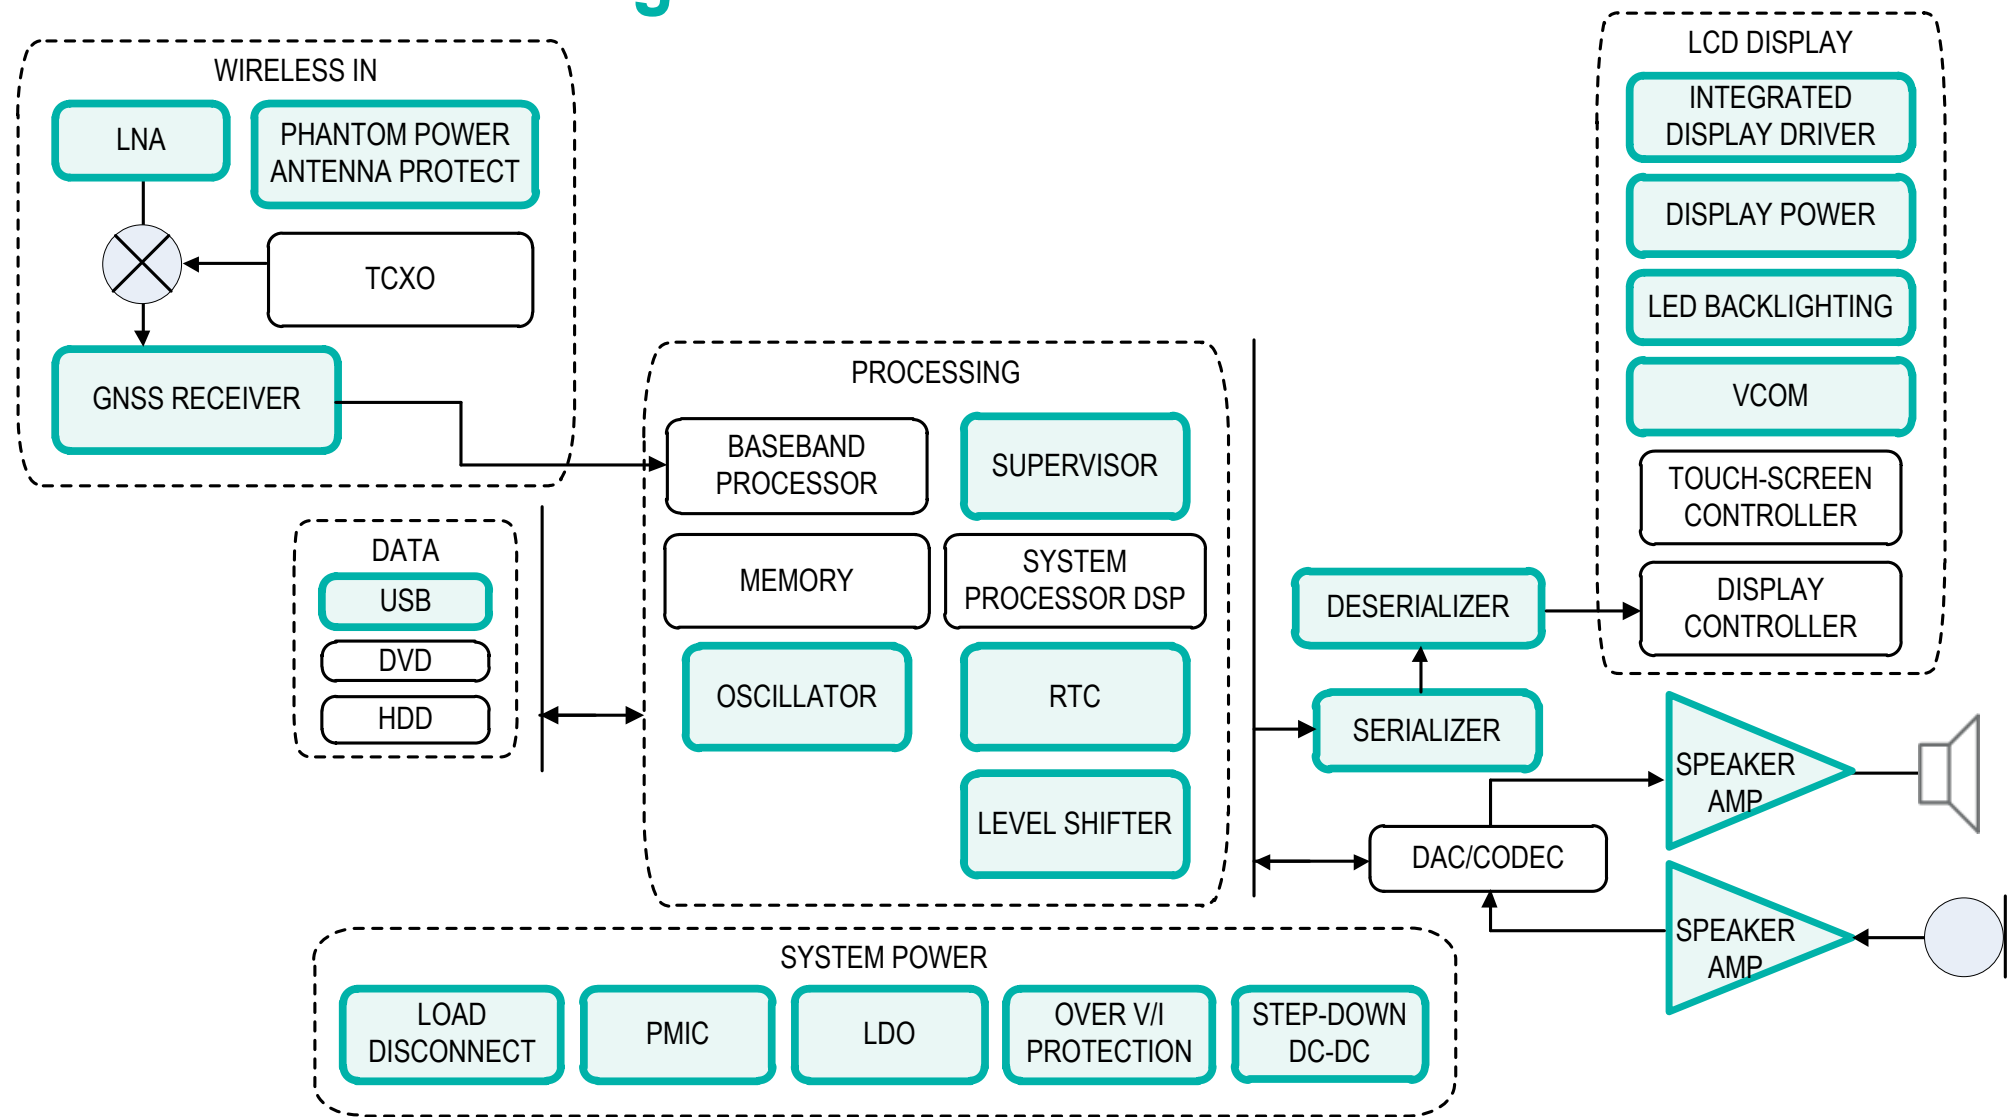 WIRELESS IN
LNA
PHANTOM POWER
ANTENNA PROTECT
TCXO
GNSS RECEIVER
DATA
USB
DVD
HDD
PROCESSING
BASEBAND
PROCESSOR
SUPERVISOR
MEMORY
SYSTEM
PROCESSOR DSP
OSCILLATOR
RTC
LEVEL SHIFTER
DESERIALIZER
SERIALIZER
DAC/CODEC
LCD DISPLAY
INTEGRATED
DISPLAY DRIVER
DISPLAY POWER
LED BACKLIGHTING
VCOM
TOUCH-SCREEN
CONTROLLER
DISPLAY
CONTROLLER
SPEAKER
AMP
SPEAKER
AMP
SYSTEM POWER
LOAD
DISCONNECT
PMIC
LDO
OVER V/I
PROTECTION
STEP-DOWN
DC-DC